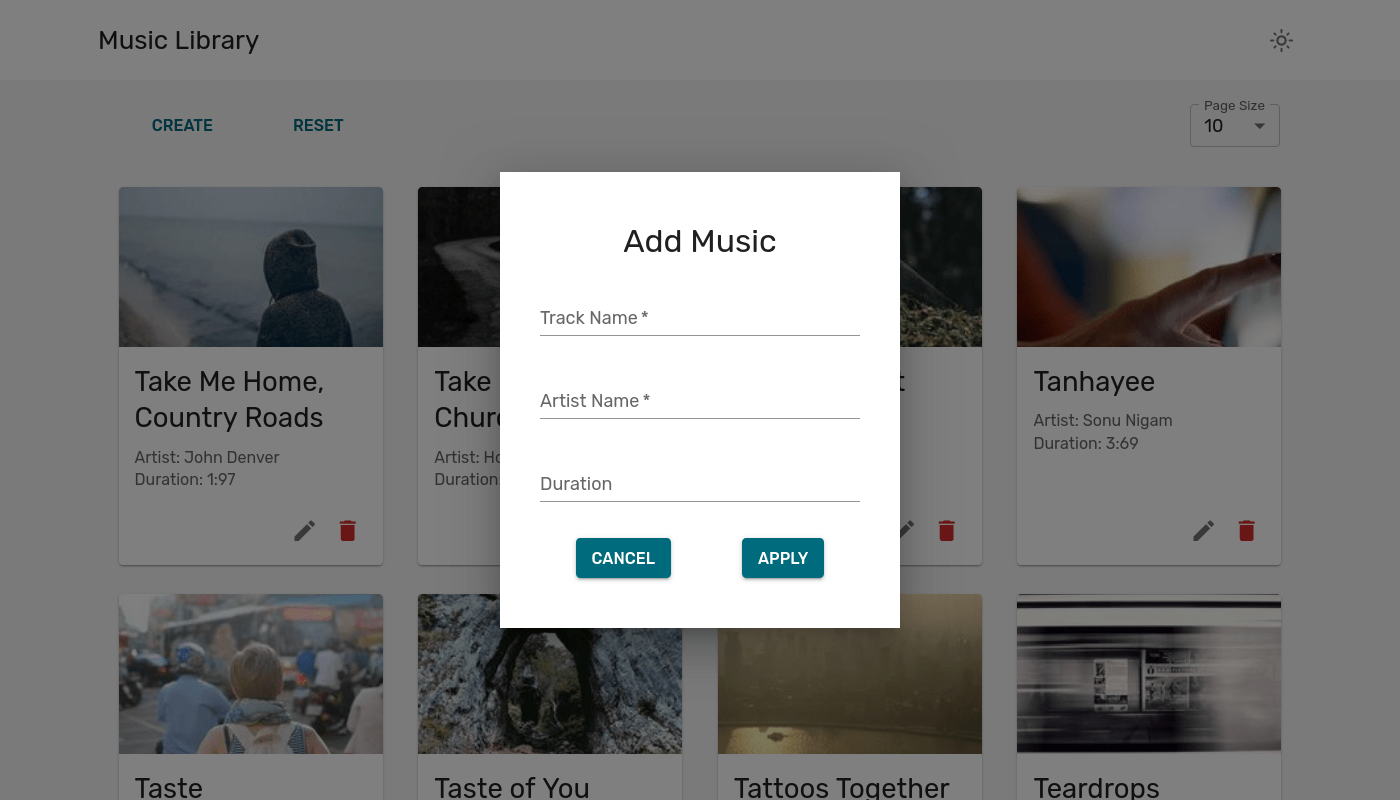 Music Library
CREATE
RESET
Page Size
10
Add Music
Track Name *
Artist Name *
Duration
CANCEL
APPLY
Take Me Home,
Country Roads
Artist: John Denver
Duration: 1:97
Take
Artist:
Duration
Tanhayee
Artist: Sonu Nigam
Duration: 3:69
Taste
Taste of You
Tattoos Together
Teardrops